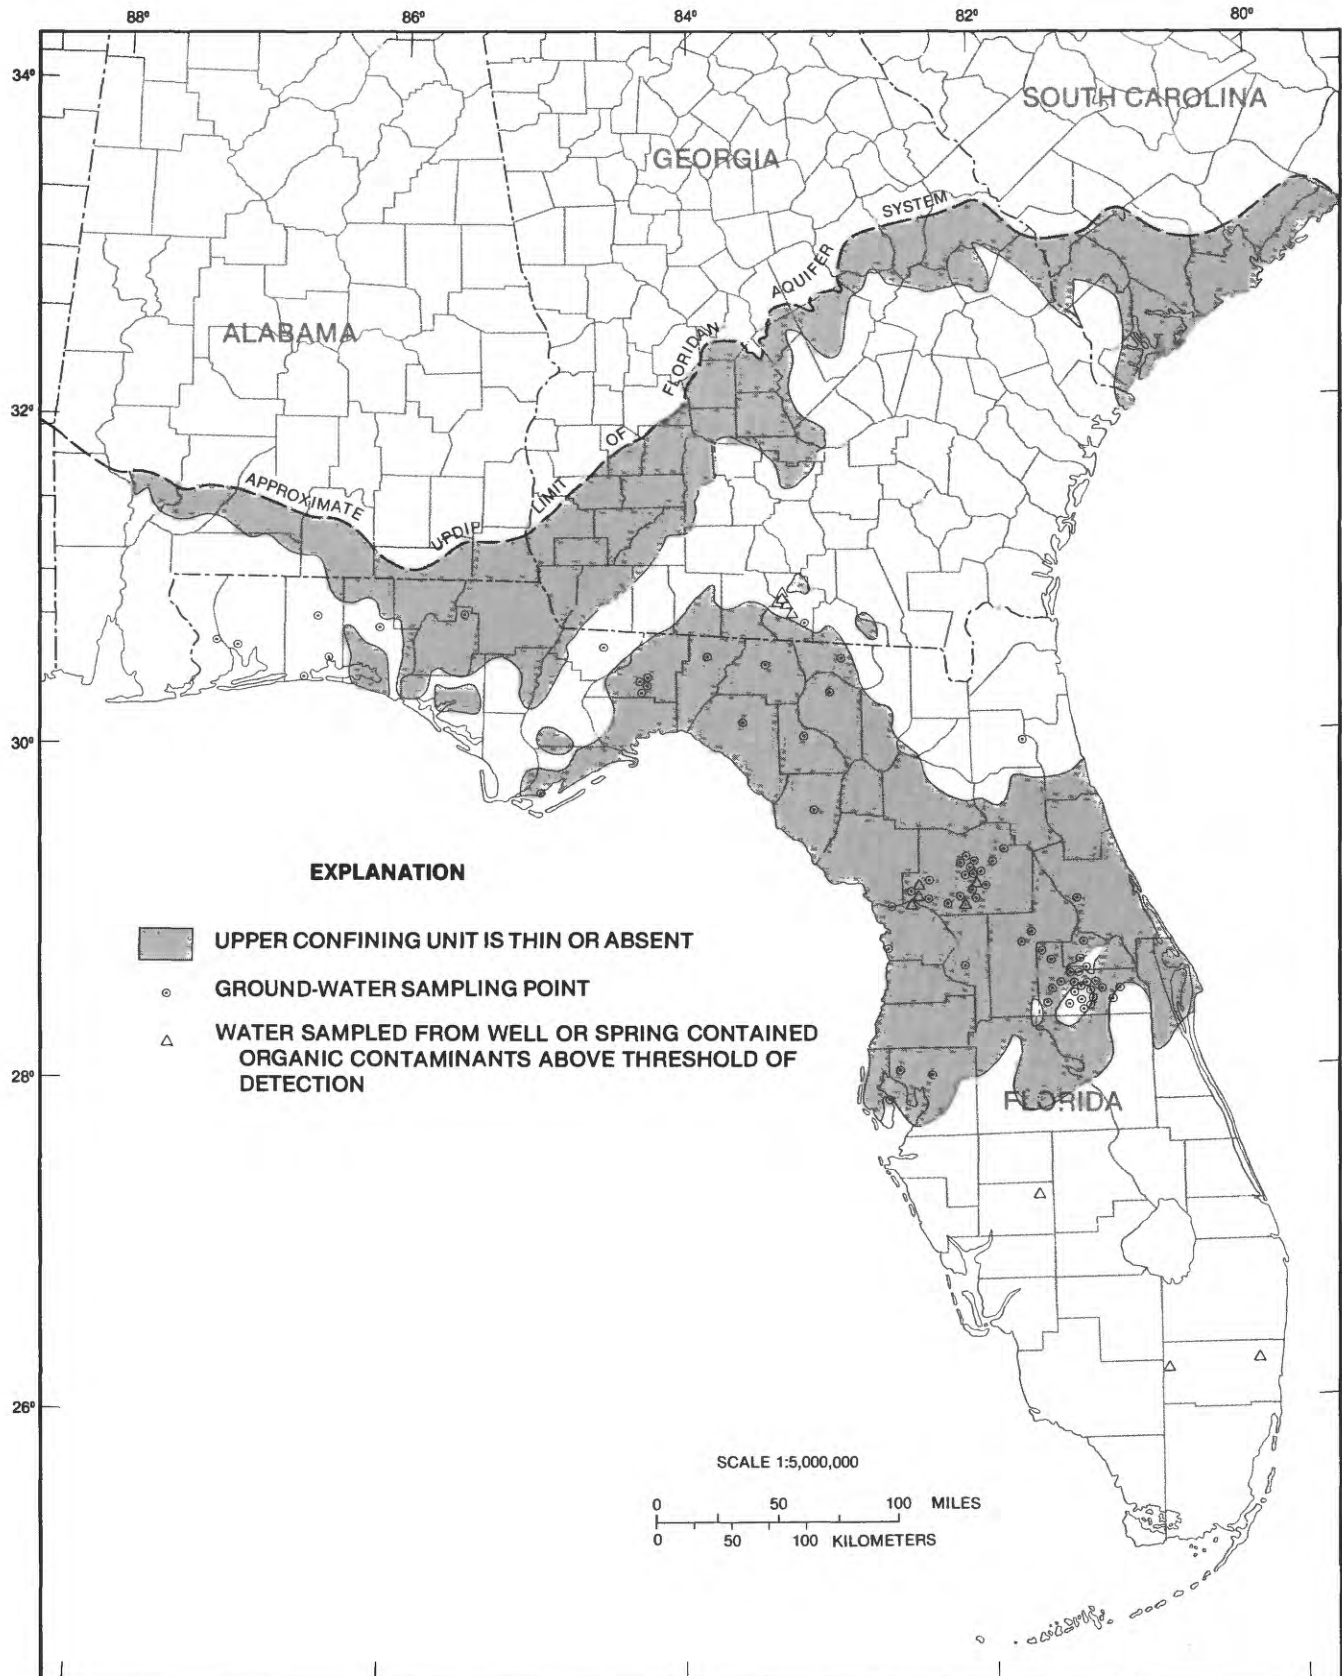 88° 86° 84° 82° 80°
34°
SOUTH CAROLINA
GEORGIA
SYSTEM
AQUIFER
ALABAMA
FLORIDAN
32°
OF
LIMIT
APPROXIMATE
UPDIP
30°
EXPLANATION
UPPER CONFINING UNIT IS THIN OR ABSENT
GROUND-WATER SAMPLING POINT
WATER SAMPLED FROM WELL OR SPRING CONTAINED
ORGANIC CONTAMINANTS ABOVE THRESHOLD OF
DETECTION
28°
FLORIDA
26°
SCALE 1:5,000,000
0 50 100 MILES
0 50 100 KILOMETERS